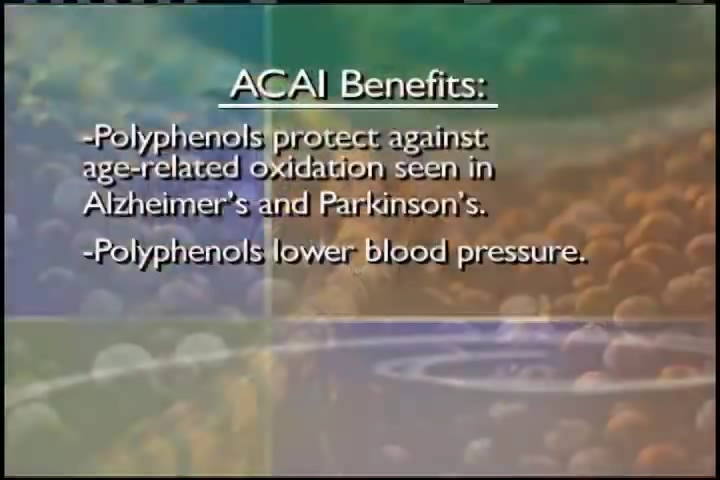 ACAI Benefits:
-Polyphenols protect against
age-related oxidation seen in
Alzheimer's and Parkinson's.
-Polyphenols lower blood pressure.